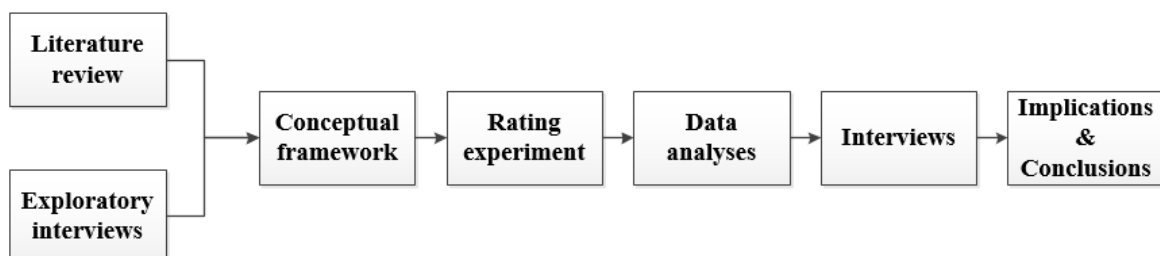 Literature
review
Exploratory
interviews
Conceptual
framework
Rating
experiment
Data
analyses
Interviews
Implications
&
Conclusions